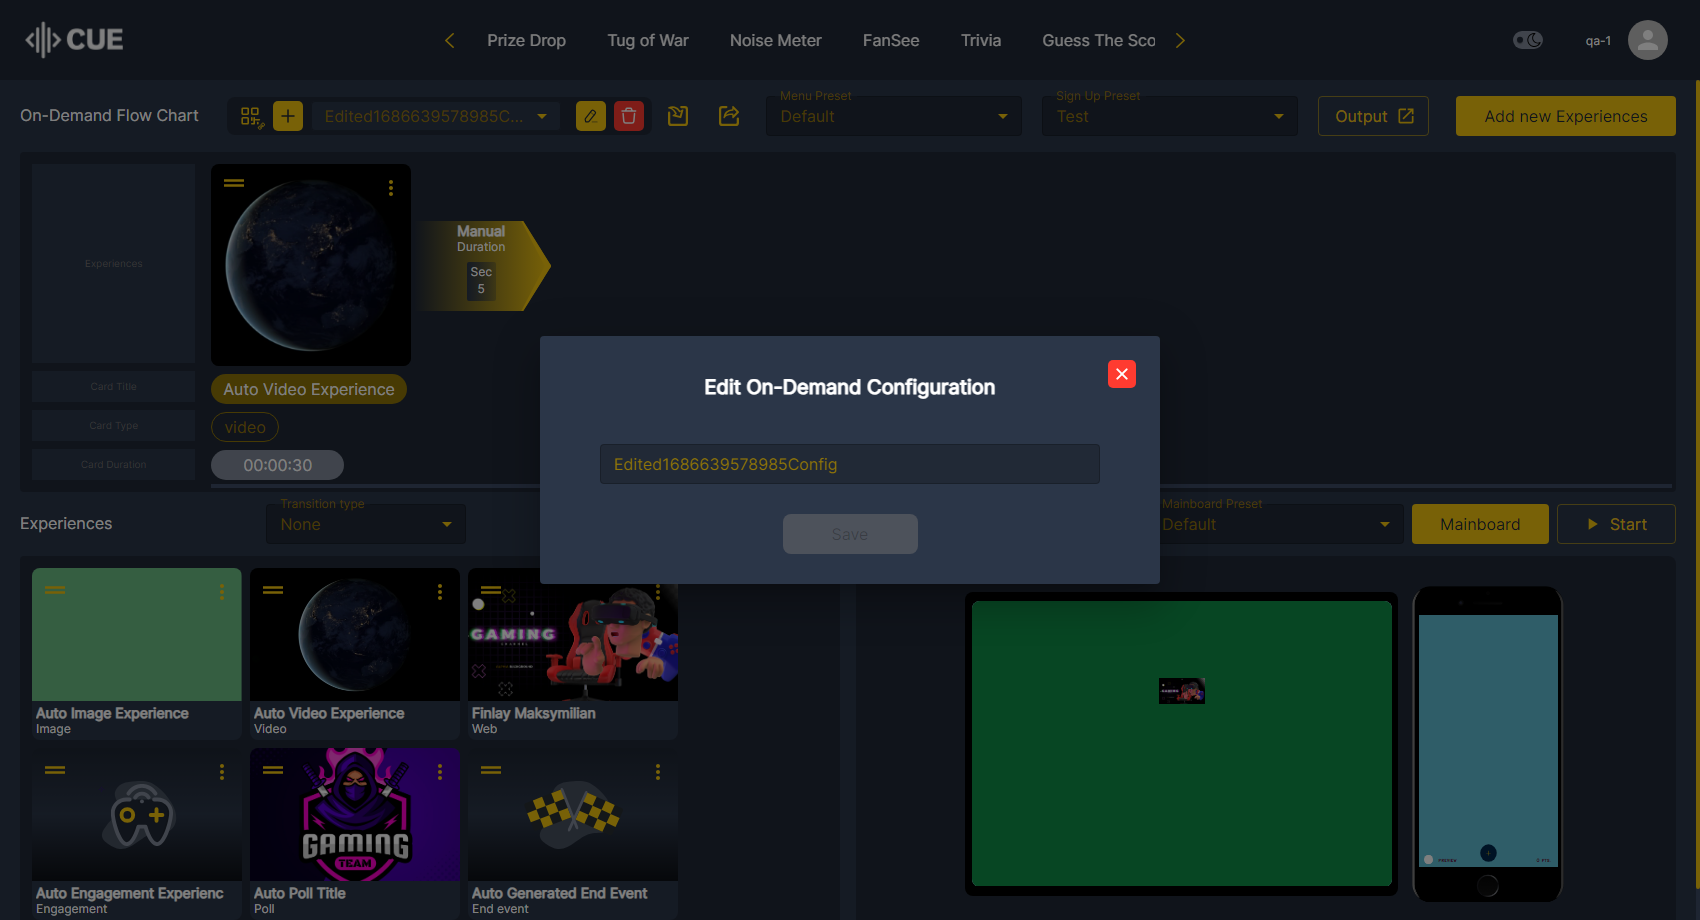 CUE
Prize Drop
Tug of War
Noise Meter
FanSee
Trivia
Guess The Sco
qa-1
On-Demand Flow Chart
Edited1686639578985C...
Menu Preset
Default
Sign Up Preset
Test
Output
Add new Experiences
Experiences
Manual
Duration
Sec
5
Card Title
Auto Video Experience
Card Type
video
Card Duration
00:00:30
Edit On-Demand Configuration
Edited1686639578985Config
Save
Experiences
Transition type
None
Mainboard Preset
Default
Mainboard
Start
GAMING
Auto Image Experience
Image
Auto Video Experience
Video
Finlay Maksymilian
Web
GAMING
TEAM
Auto Engagement Experienc
Engagement
Auto Poll Title
Poll
Auto Generated End Event
End event
PREVIEW